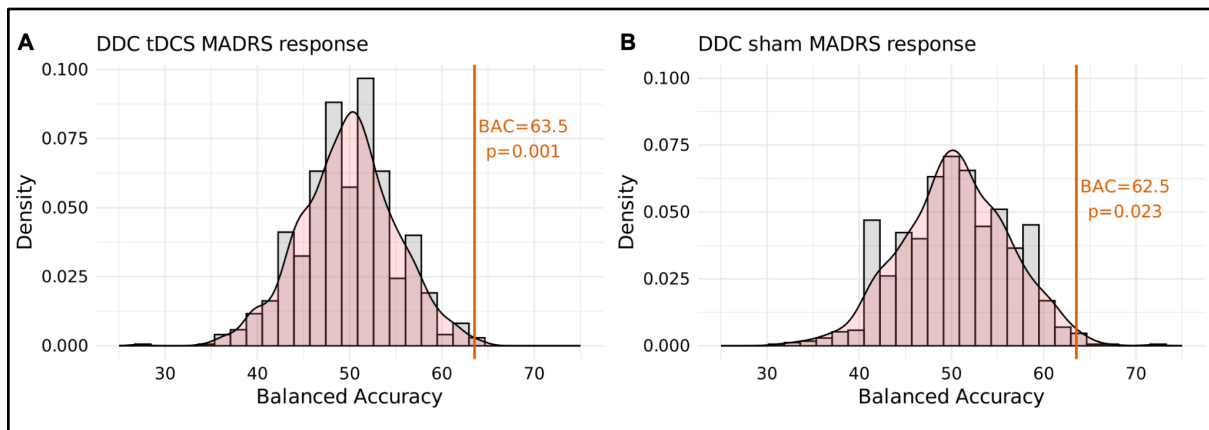 A
DDC tDCS MADRS response
0.100
0.075
0.050
0.025
0.000
Density
BAC=63.5
p=0.001
30
40
50
60
70
Balanced Accuracy
B
DDC sham MADRS response
0.100
0.075
0.050
0.025
0.000
Density
BAC=62.5
p=0.023
30
40
50
60
70
Balanced Accuracy